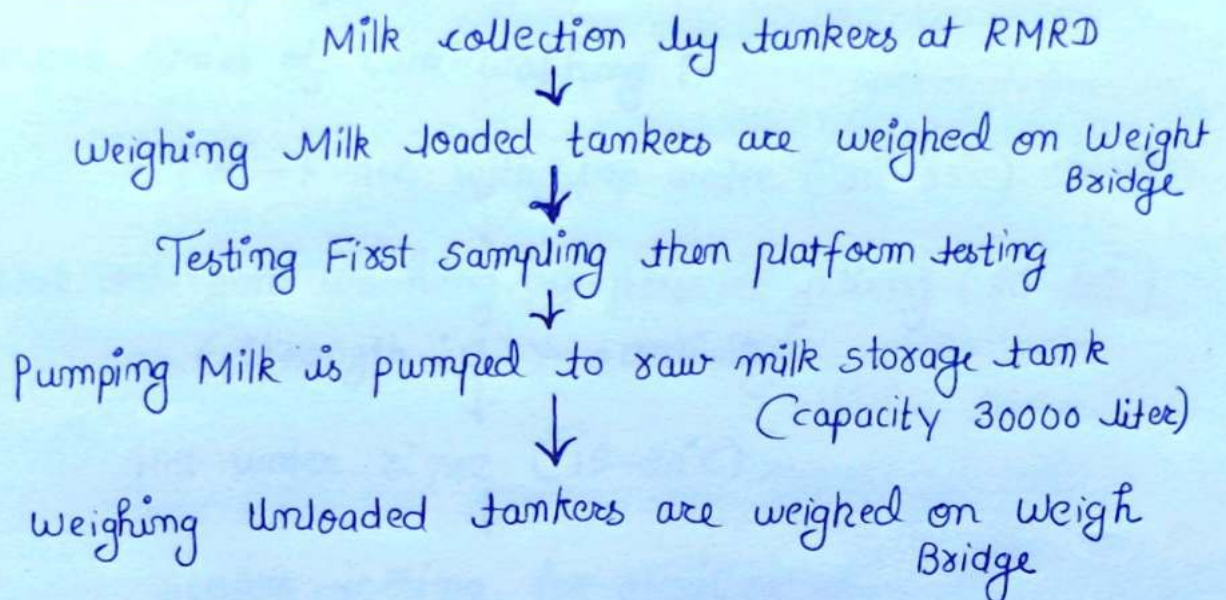 Milk collection by tankers at RMRD
↓
Weighing Milk loaded tankers are weighed on Weight
Bridge
↓
Testing First Sampling then platform testing
↓
Pumping Milk is pumped to raw milk storage tank
(capacity 30000 liter)
↓
Weighing Unloaded tankers are weighed on Weigh
Bridge